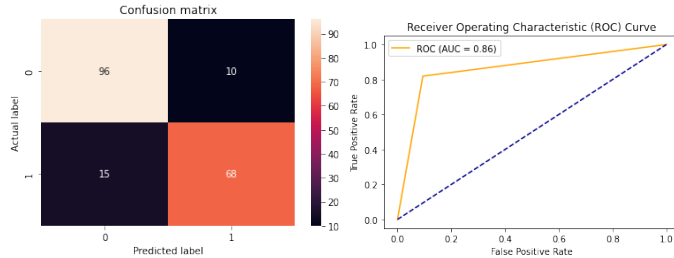 Confusion matrix
Actual label
0
1
96
10
15
68
0
1
Predicted label
90
80
70
60
50
40
30
20
10
Receiver Operating Characteristic (ROC) Curve
True Positive Rate
1.0
0.8
0.6
0.4
0.2
0.0
ROC (AUC = 0.86)
0.0 0.2 0.4 0.6 0.8 1.0
False Positive Rate